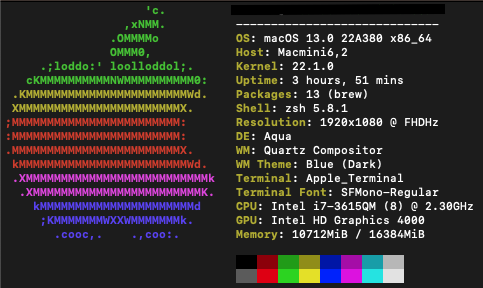 'c.
,xNMM.
.OMMMMo
OMMM0,
.;loddo:' loolloddol;.
cKMMMMMMMMMMNWMMMMMMMMMM0:
.KMMMMMMMMMMMMMMMMMMMMMMMWd.
XMMMMMMMMMMMMMMMMMMMMMMMX.
;MMMMMMMMMMMMMMMMMMMMMMMM:
:MMMMMMMMMMMMMMMMMMMMMMMM:
.MMMMMMMMMMMMMMMMMMMMMMMMX.
kMMMMMMMMMMMMMMMMMMMMMMMMWd.
.XMMMMMMMMMMMMMMMMMMMMMMMMMMk
.XMMMMMMMMMMMMMMMMMMMMMMMMK.
kMMMMMMMMMMMMMMMMMMMMMMd
;KMMMMMMMWXXWMMMMMMMk.
.cooc,. .,coo:.
-----------------------------
OS: macOS 13.0 22A380 x86_64
Host: Macmini6,2
Kernel: 22.1.0
Uptime: 3 hours, 51 mins
Packages: 13 (brew)
Shell: zsh 5.8.1
Resolution: 1920x1080 @ FHDHz
DE: Aqua
WM: Quartz Compositor
WM Theme: Blue (Dark)
Terminal: Apple_Terminal
Terminal Font: SFMono-Regular
CPU: Intel i7-3615QM (8) @ 2.30GHz
GPU: Intel HD Graphics 4000
Memory: 10712MiB / 16384MiB